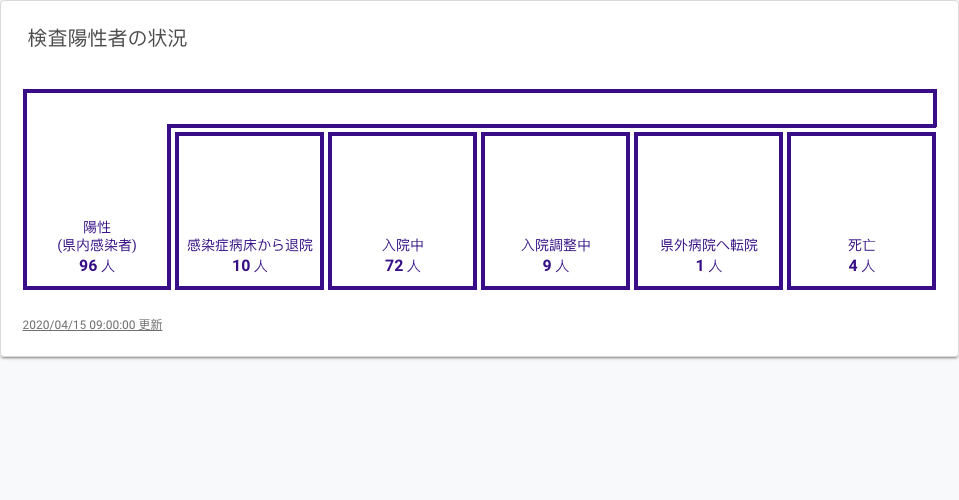 検査陽性者の状況
陽性
(県内感染者)
96 人
感染症病床から退院
10 人
入院中
72 人
入院調整中
9 人
県外病院へ転院
1 人
死亡
4 人
2020/04/15 09:00:00 更新